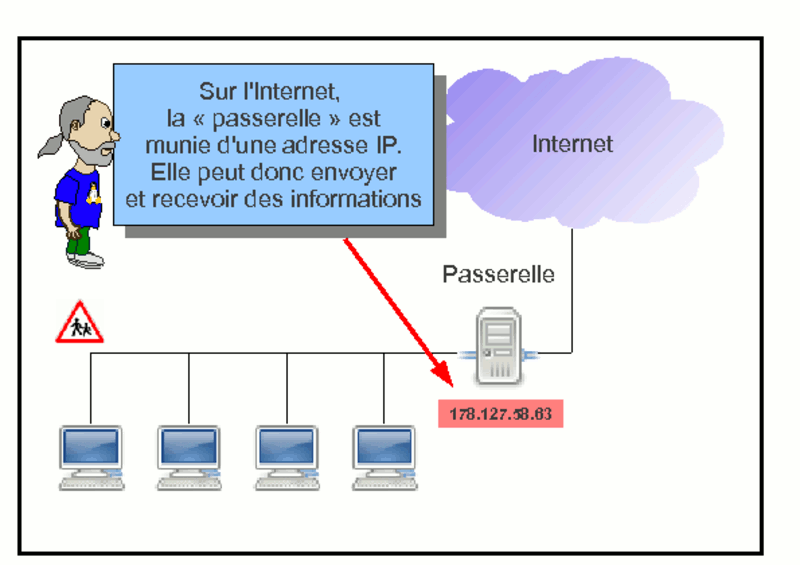 Sur l'Internet,
la « passerelle » est
munie d'une adresse IP.
Elle peut donc envoyer
et recevoir des informations
Internet
Passerelle
178.127.58.63